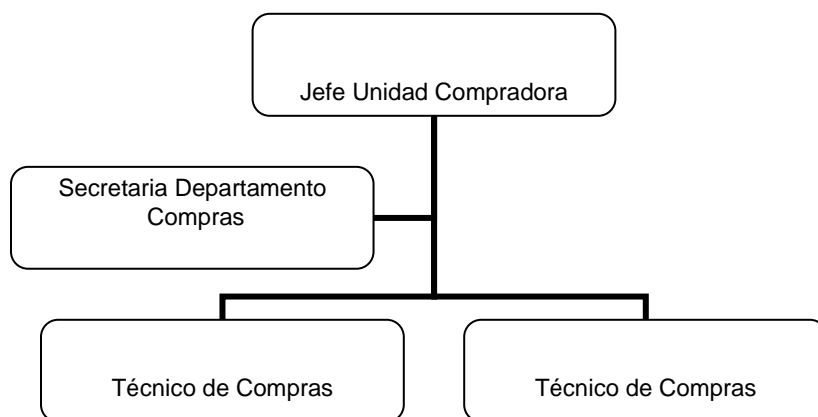 Jefe Unidad Compradora
Secretaria Departamento
Compras
Técnico de Compras
Técnico de Compras